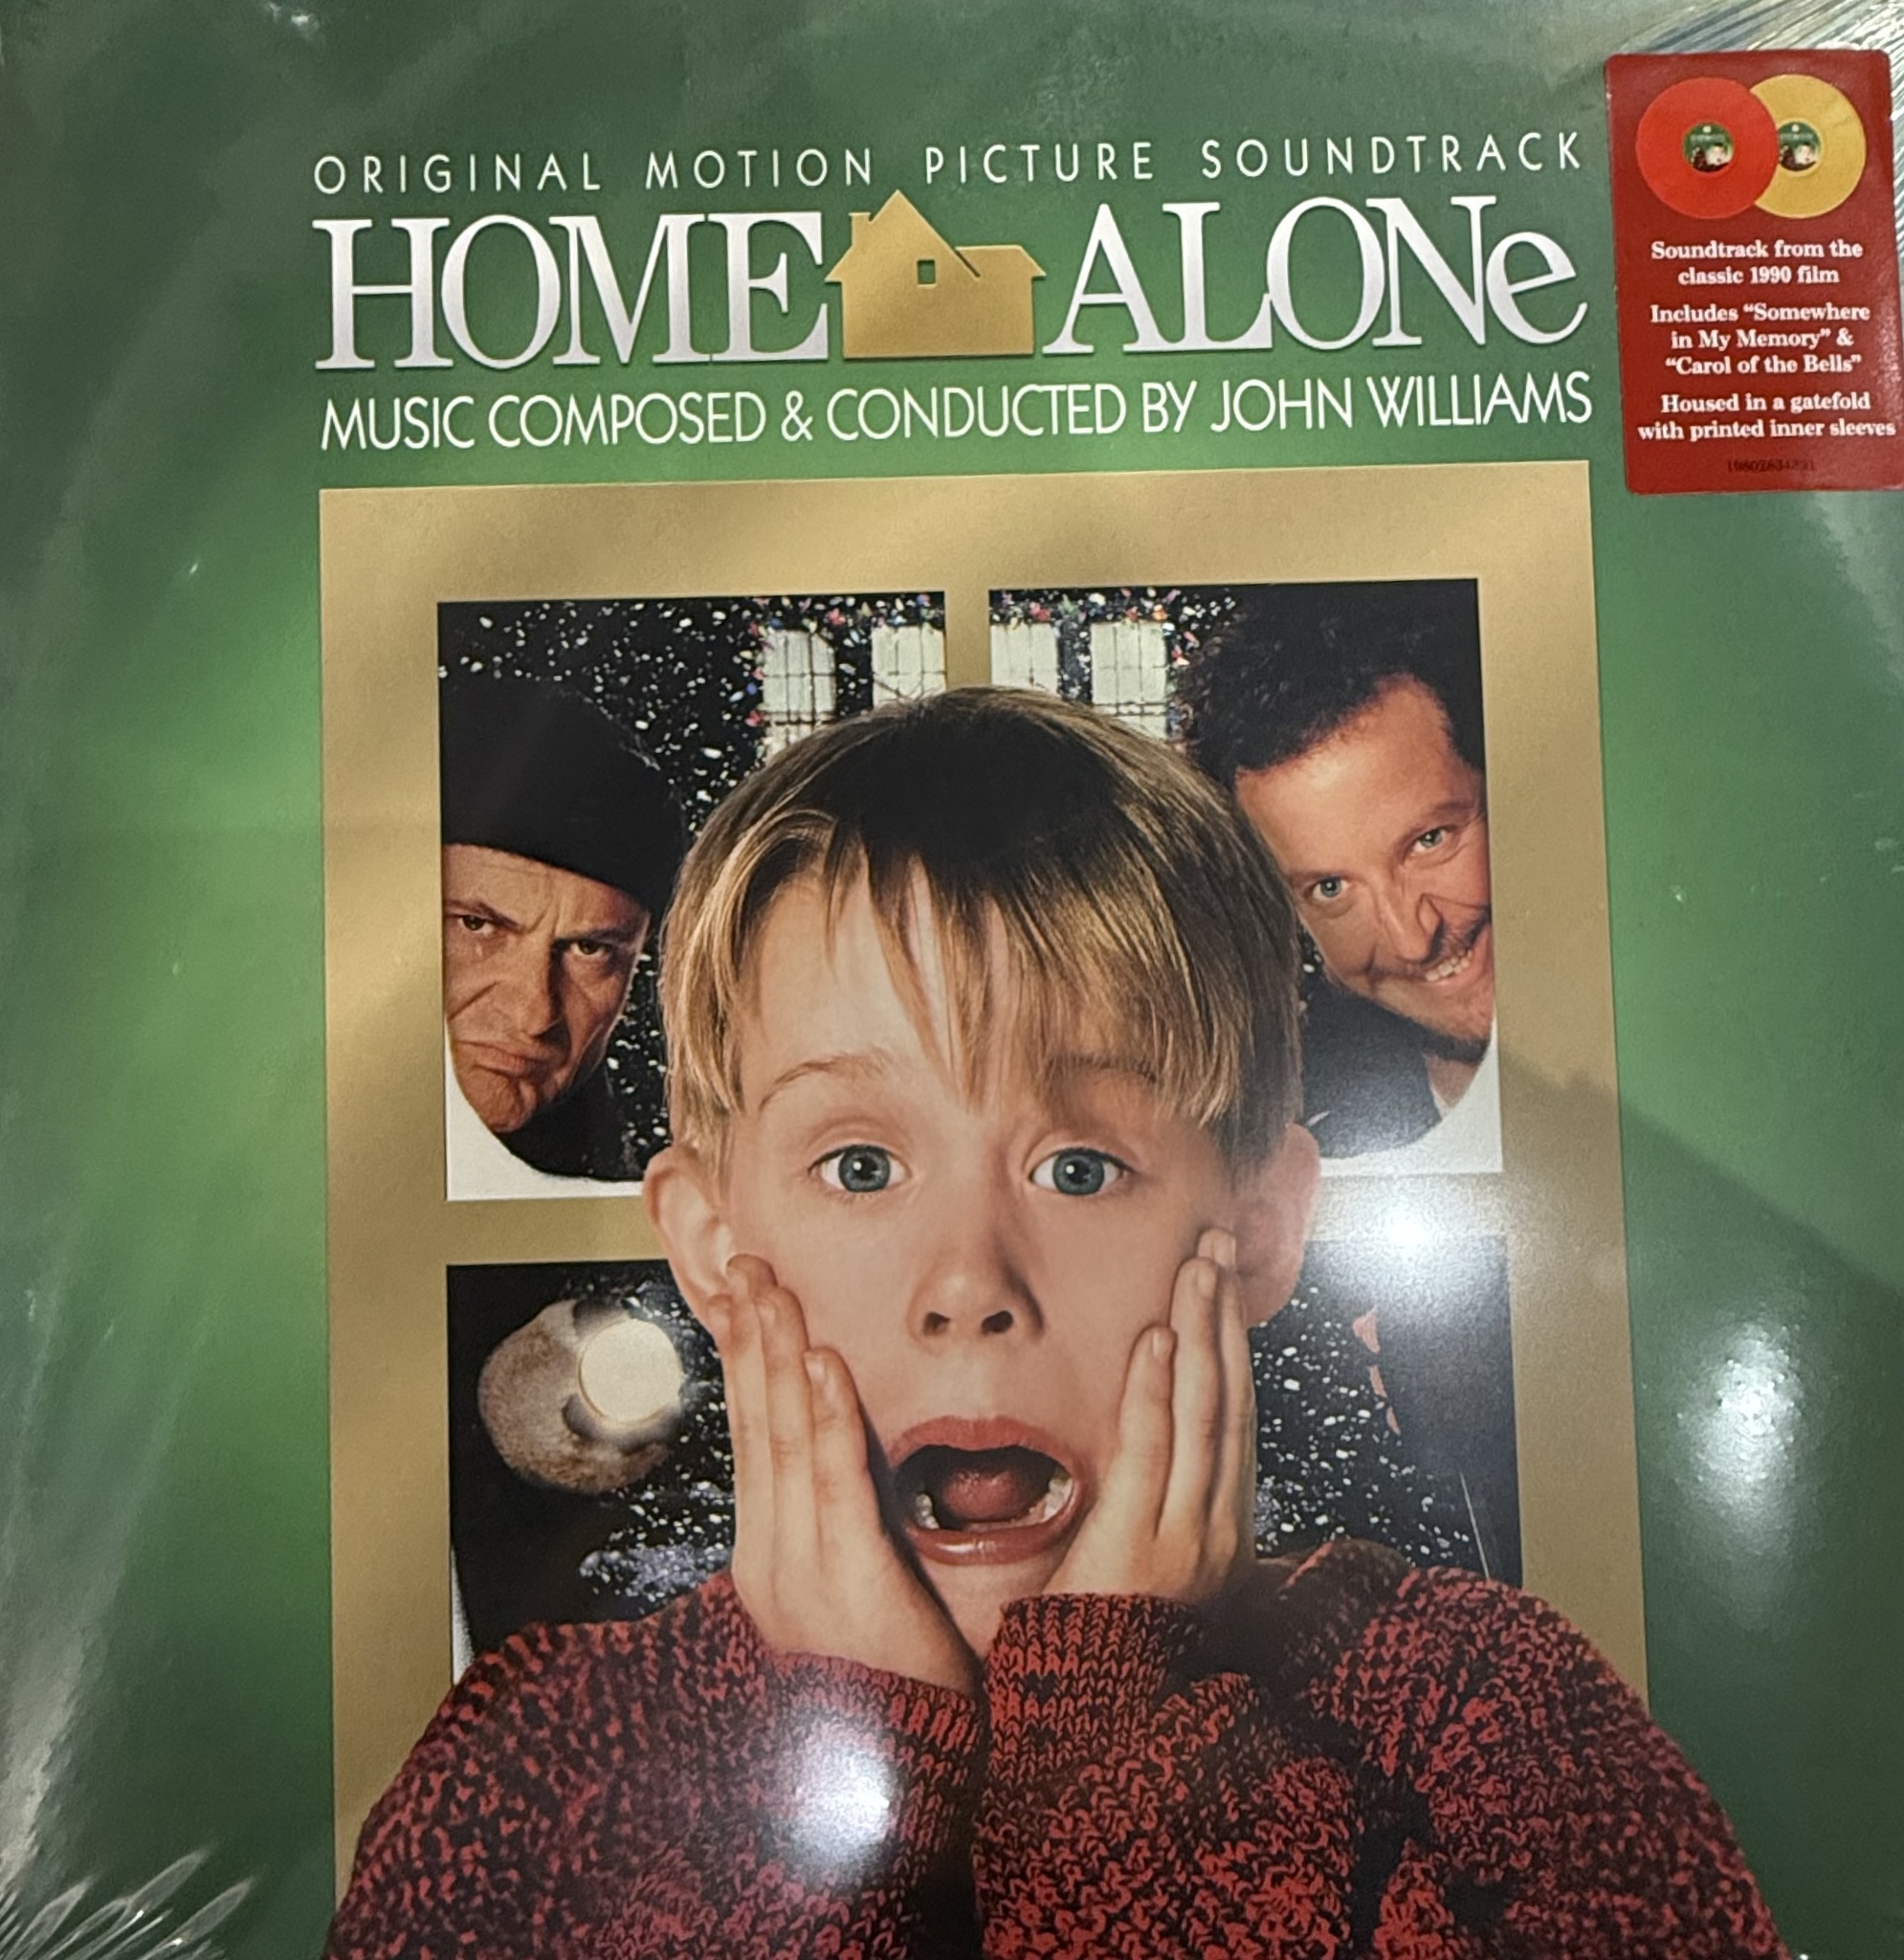 ORIGINAL MOTION PICTURE SOUNDTRACK
HOME ALONe
MUSIC COMPOSED & CONDUCTED BY JOHN WILLIAMS
Soundtrack from the
classic 1990 film
Includes “Somewhere
in My Memory” &
“Carol of the Bells”
Housed in a gatefold
with printed inner sleeves